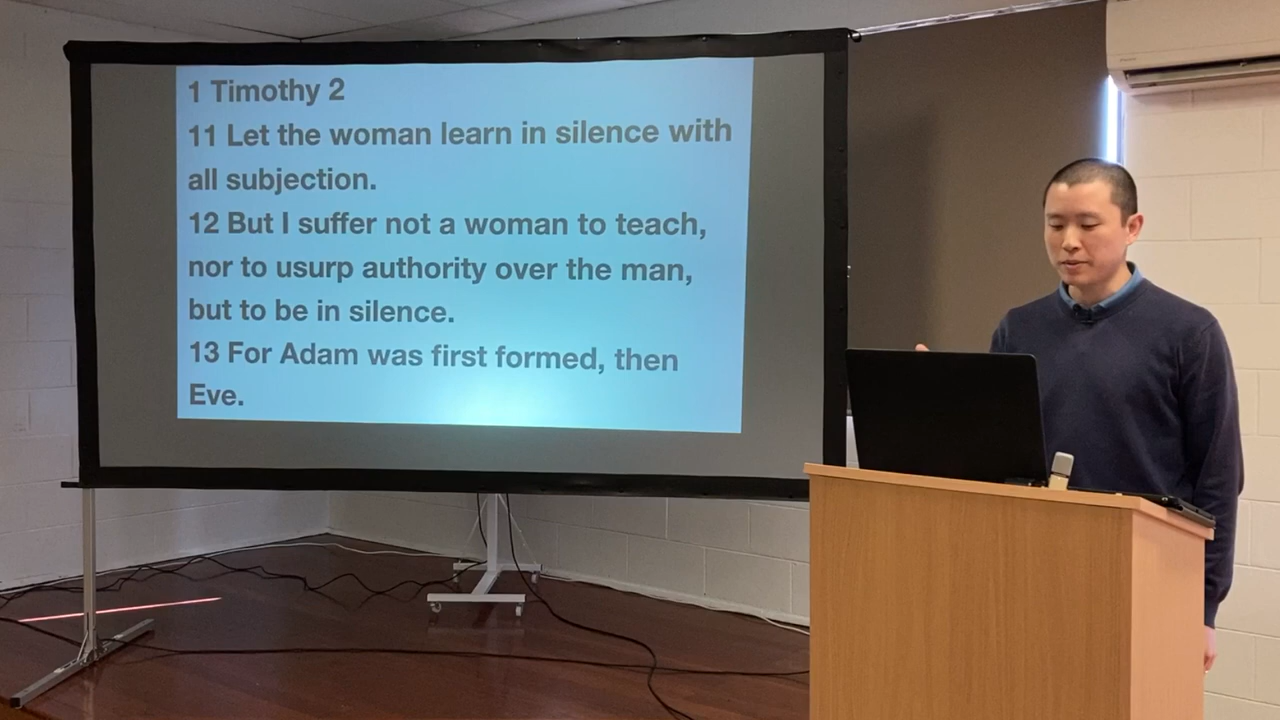 1 Timothy 2
11 Let the woman learn in silence with
all subjection.
12 But I suffer not a woman to teach,
nor to usurp authority over the man,
but to be in silence.
13 For Adam was first formed, then
Eve.